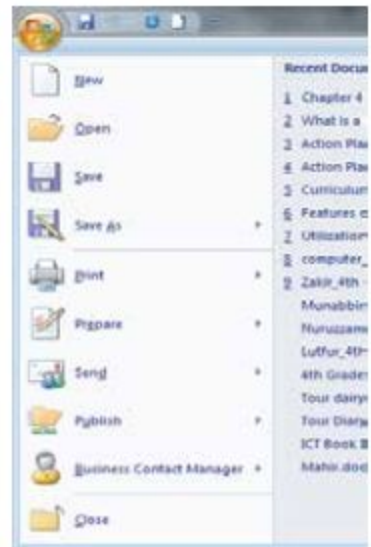 New
Open
Save
Save As
Print
Prepare
Send
Publish
Business Contact Manager
Close
Recent Docu
1 Chapter 4
2 What is a
3 Action Pla
4 Action Pla
5 Curriculum
6 Features o
7 Utilization
8 computer_
9 Zakir_4th -
Munabbir
Nuruzzam
Lutfur_4th
4th Grade
Tour dairy
Tour Diary
ICT Book B
Mahir.doc